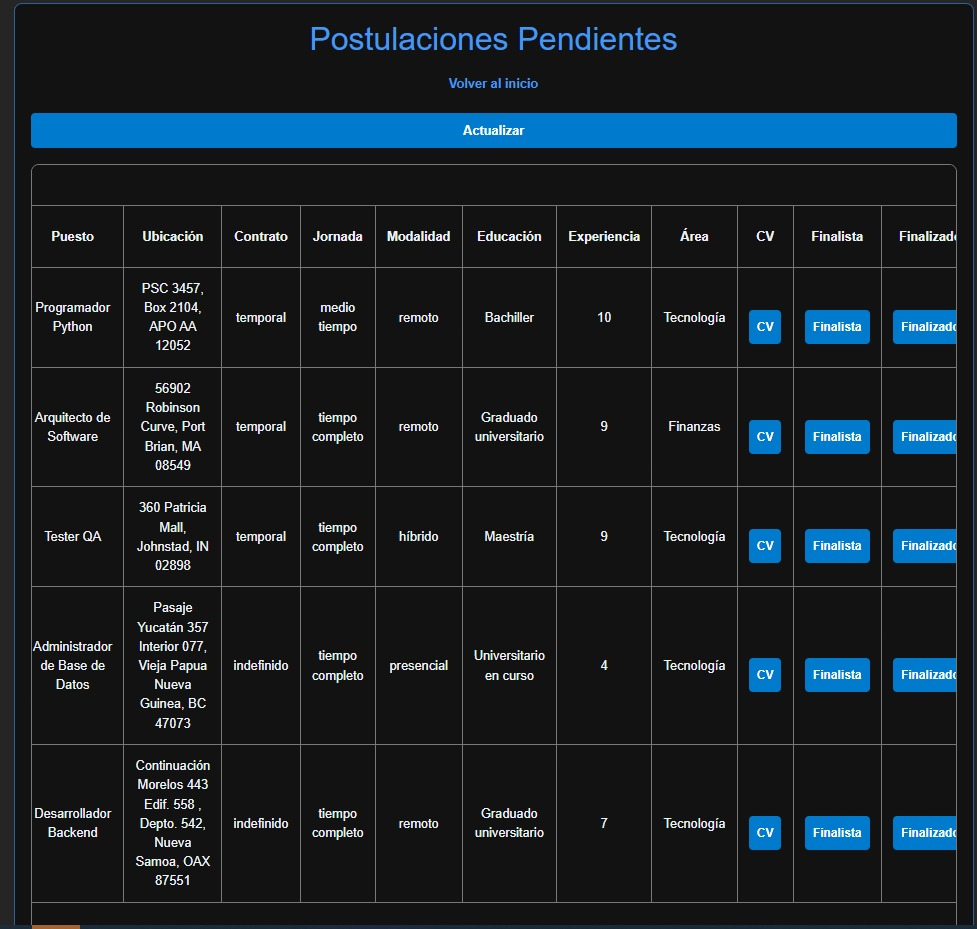 Postulaciones Pendientes
Volver al inicio
Actualizar
Puesto Ubicación Contrato Jornada Modalidad Educación Experiencia Área CV Finalista Finalizado
Programador
Python
PSC 3457,
Box 2104,
APO AA
12052
temporal
medio
tiempo
remoto
Bachiller
10
Tecnología
CV
Finalista
Finalizado
Arquitecto de
Software
56902
Robinson
Curve, Port
Brian, MA
08549
temporal
tiempo
completo
remoto
Graduado
universitario
9
Finanzas
CV
Finalista
Finalizado
Tester QA
360 Patricia
Mall,
Johnstad, IN
02898
temporal
tiempo
completo
híbrido
Maestría
9
Tecnología
CV
Finalista
Finalizado
Administrador
de Base de
Datos
Pasaje
Yucatán 357
Interior 077,
Vieja Papua
Nueva
Guinea, BC
47073
indefinido
tiempo
completo
presencial
Universitario
en curso
4
Tecnología
CV
Finalista
Finalizado
Desarrollador
Backend
Continuación
Morelos 443
Edif. 558 ,
Depto. 542,
Nueva
Samoa, OAX
87551
indefinido
tiempo
completo
remoto
Graduado
universitario
7
Tecnología
CV
Finalista
Finalizado